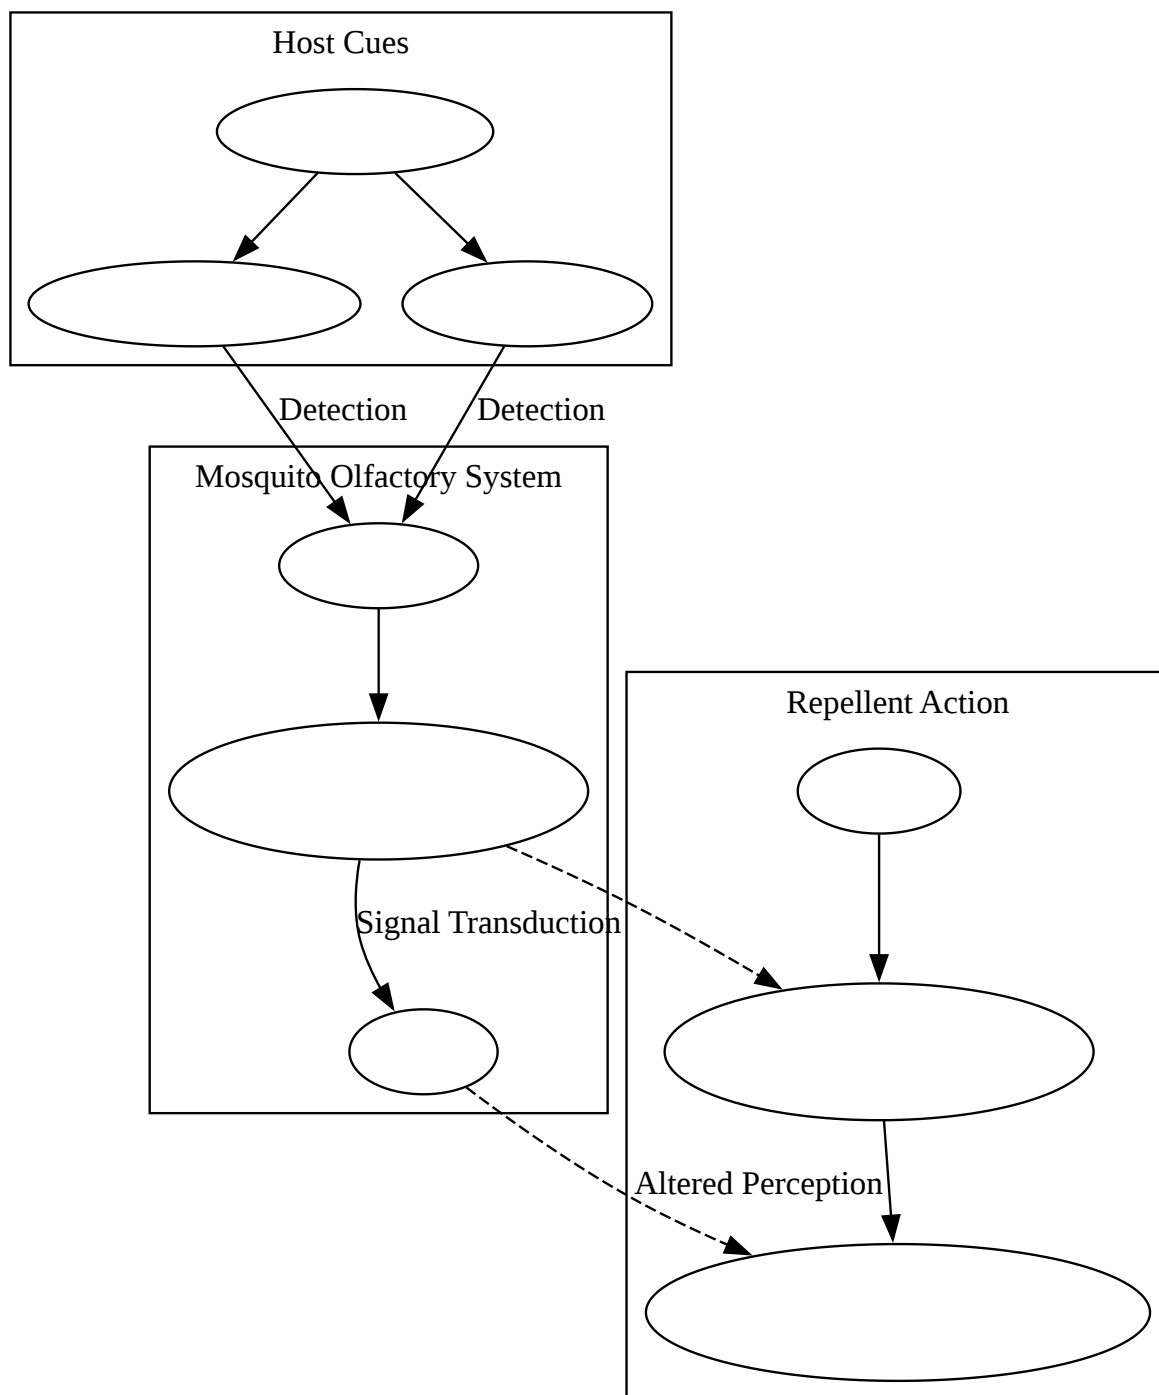 Host Cues
Detection
Detection
Mosquito Olfactory System
Repellent Action
Signal Transduction
Altered Perception